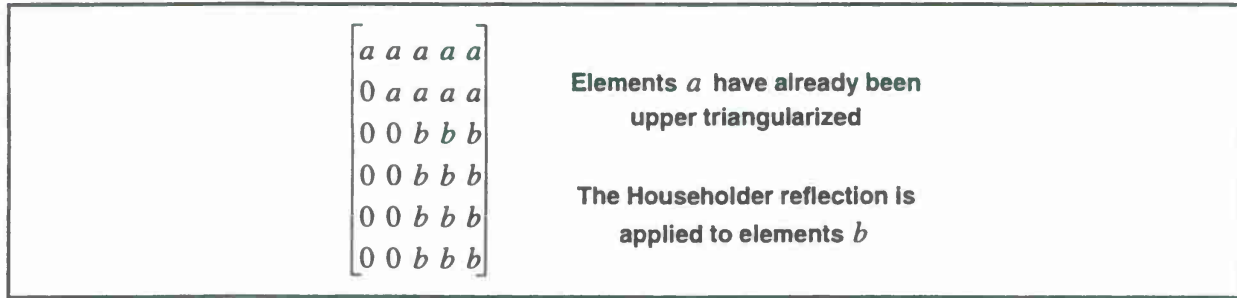 a a a a a
0 a a a a
0 0 b b b
0 0 b b b
0 0 b b b
0 0 b b b
Elements a have already been
upper triangularized
The Householder reflection is
applied to elements b